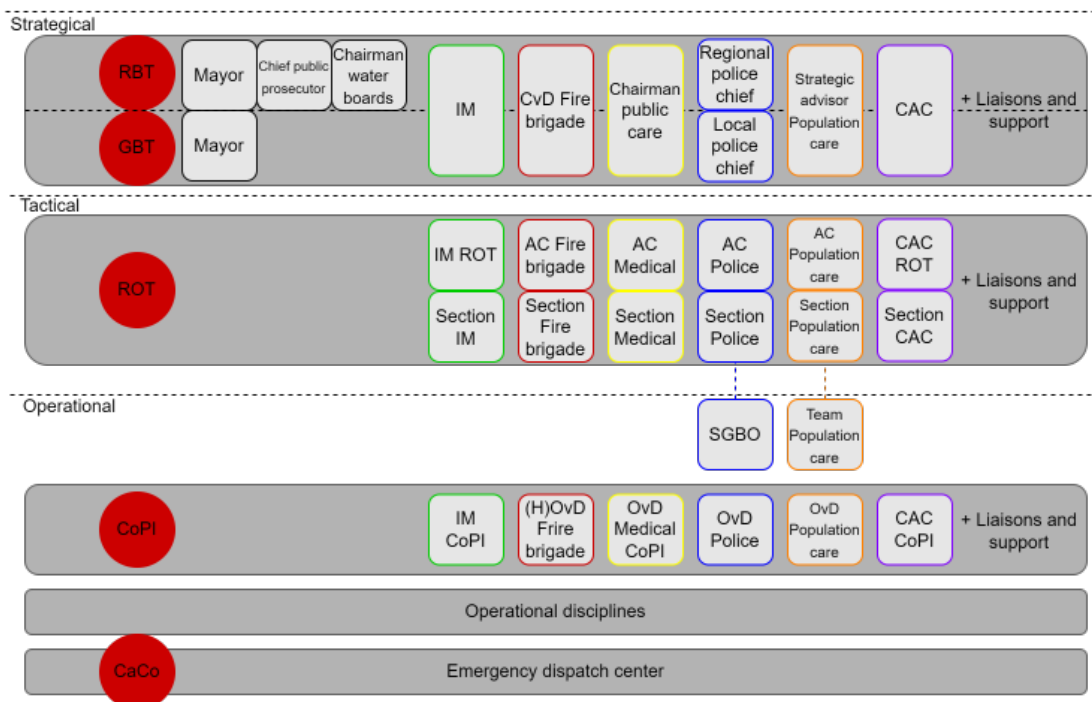 Strategical
RBT
Mayor
Chief public
prosecutor
Chairman
water
boards
GBT
Mayor
IM
CvD Fire
brigade
Chairman
public
care
Regional
police
chief
Local
police
chief
Strategic
advisor
Population
care
CAC
+ Liaisons and
support
Tactical
ROT
IM ROT
AC Fire
brigade
AC
Medical
AC
Police
AC
Population
care
CAC
ROT
Section
IM
Section
Fire
brigade
Section
Medical
Section
Police
Section
Population
care
Section
CAC
+ Liaisons and
support
Operational
SGBO
Team
Population
care
CoPI
IM
CoPI
(H)OvD
Frire
brigade
OvD
Medical
CoPI
OvD
Police
OvD
Population
care
CAC
CoPI
+ Liaisons and
support
Operational disciplines
CaCo
Emergency dispatch center